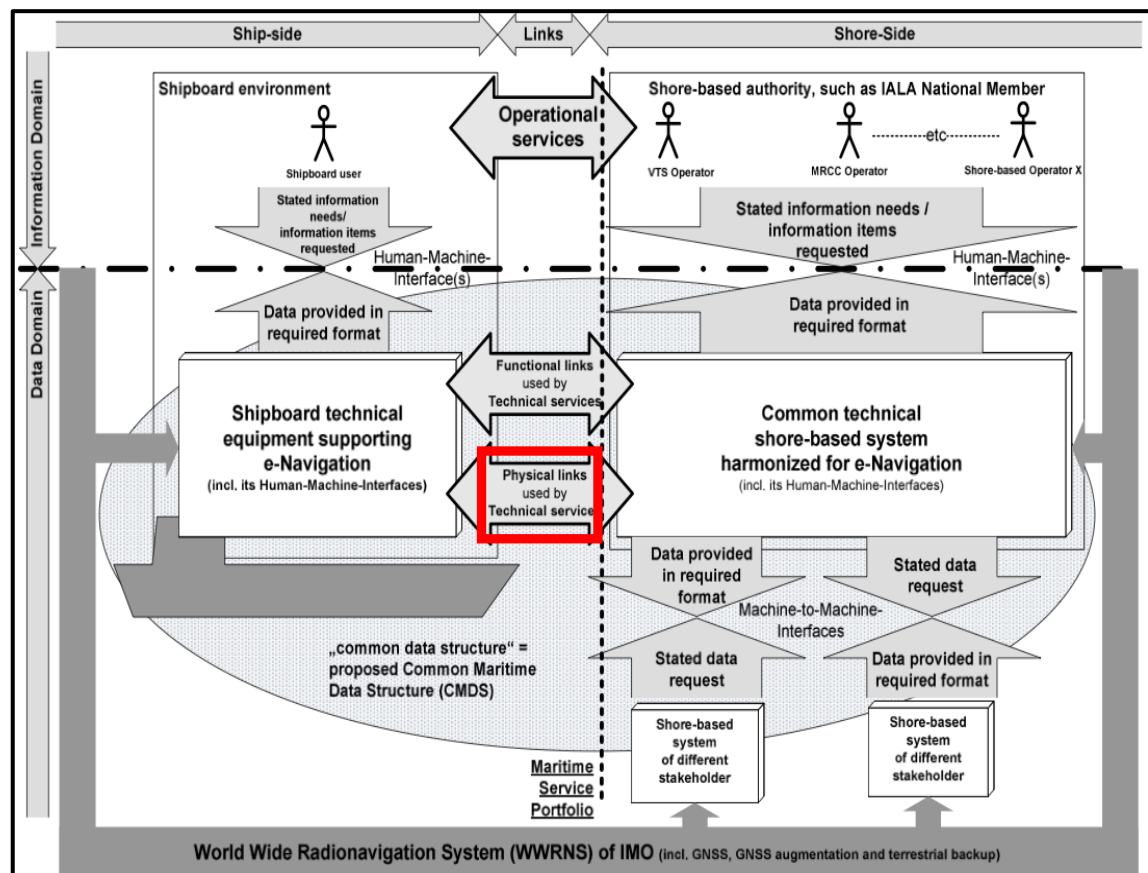 Ship-side
Links
Shore-Side
Information Domain
Data Domain
Shipboard environment
Shipboard user
Operational
services
Shore-based authority, such as IALA National Member
etc
VTS Operator
MRCC Operator
Shore-based Operator X
Stated information
needs/
information items
requested
Human-Machine-
Interface(s)
Stated information needs /
information items
requested
Human-Machine-
Interface(s)
Data provided in
required format
Data provided in
required format
Shipboard technical
equipment supporting
e-Navigation
(incl. its Human-Machine-Interfaces)
Functional links
used by
Technical services
Physical links
used by
Technical service
Common technical
shore-based system
harmonized for e-Navigation
(incl. its Human-Machine-Interfaces)
Data provided
in required
format
Stated data
request
Machine-to-Machine-
Interfaces
Stated data
request
Data provided in
required format
„common data structure“ =
proposed Common Maritime
Data Structure (CMDS)
Shore-based
system
of different
stakeholder
Shore-based
system
of different
stakeholder
Maritime
Service
Portfolio
World Wide Radionavigation System (WWRNS) of IMO (incl. GNSS, GNSS augmentation and terrestrial backup)